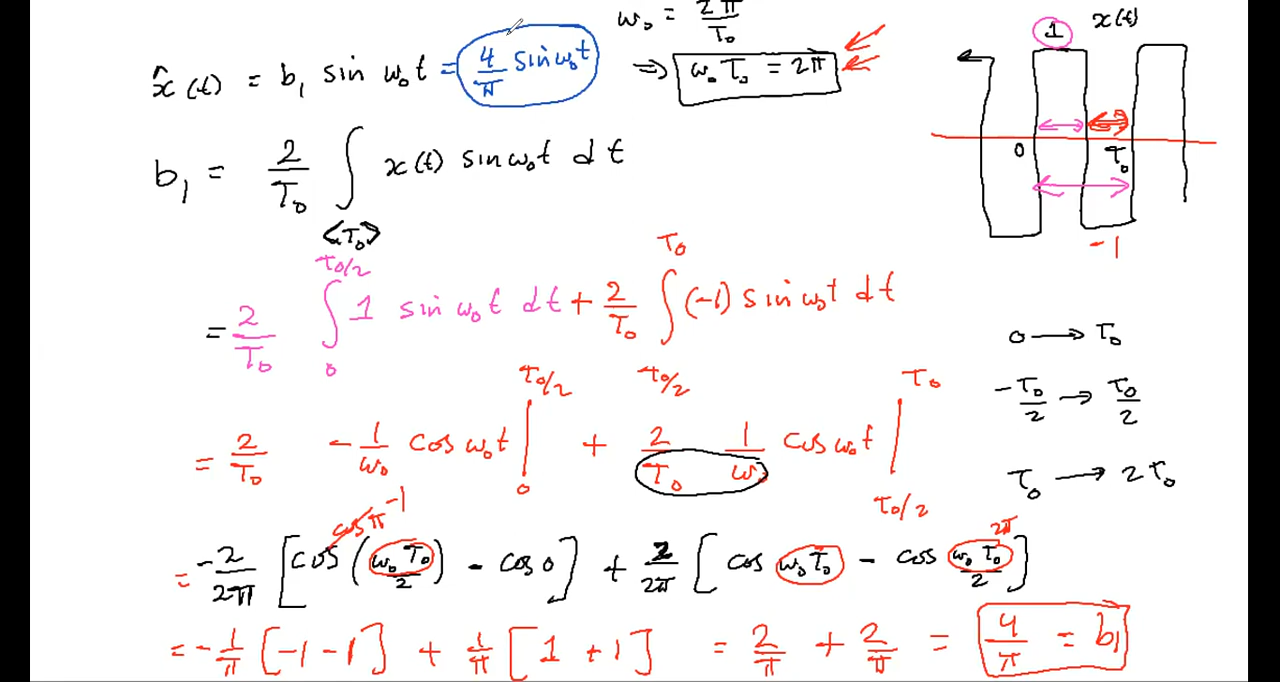 x̂(t) = b₁ sin ω₀t = 4/π sin ω₀t
ω₀ = 2π/T₀
⇒ ω₀T₀ = 2π
1 x(t)
0 T₀
-1
b₁ = 2/T₀ ∫_<T₀> x(t) sin ω₀t dt
= 2/T₀ ∫₀^{T₀/2} 1 sin ω₀t dt + 2/T₀ ∫_{T₀/2}^{T₀} (-1) sin ω₀t dt
0 → T₀
-T₀/2 → T₀/2
T₀ → 2T₀
= 2/T₀ -1/ω₀ cos ω₀t |₀^{T₀/2} + 2/T₀ 1/ω₀ cos ω₀t |_{T₀/2}^{T₀}
cos π -1
2π
= -2/2π [cos (ω₀T₀/2) - cos 0] + 2/2π [cos ω₀T₀ - cos ω₀T₀/2]
= -1/π [-1 -1] + 1/π [1 + 1] = 2/π + 2/π = 4/π = b₁